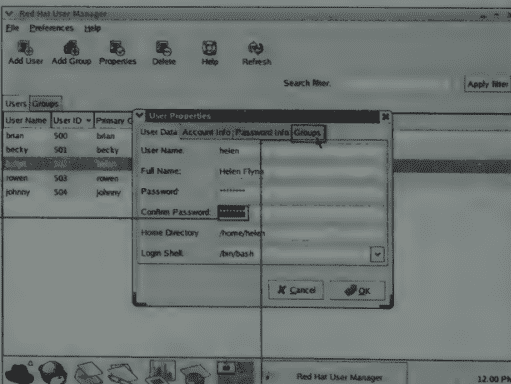 Red Hat User Manager
File Preferences Help
Add User Add Group Properties Delete Help Refresh
Search filter: Apply filter
Users Groups
User Name User ID Primary G
brian 500 brian
becky 501 becky
rowen 503 rowen
johnny 504 johnny
User Properties
User Data Account Info Password Info Groups
User Name: helen
Full Name: Helen Flynn
Password: ********
Confirm Password: ********
Home Directory: /home/helen
Login Shell: /bin/bash
Cancel OK
Red Hat User Manager 12.00 PM